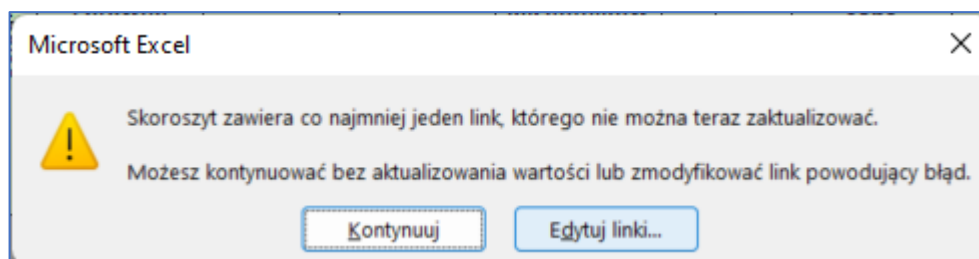 Microsoft Excel
Skoroszyt zawiera co najmniej jeden link, którego nie można teraz zaktualizować.
Możesz kontynuować bez aktualizowania wartości lub zmodyfikować link powodujący błąd.
Kontynuuj
Edytuj linki...